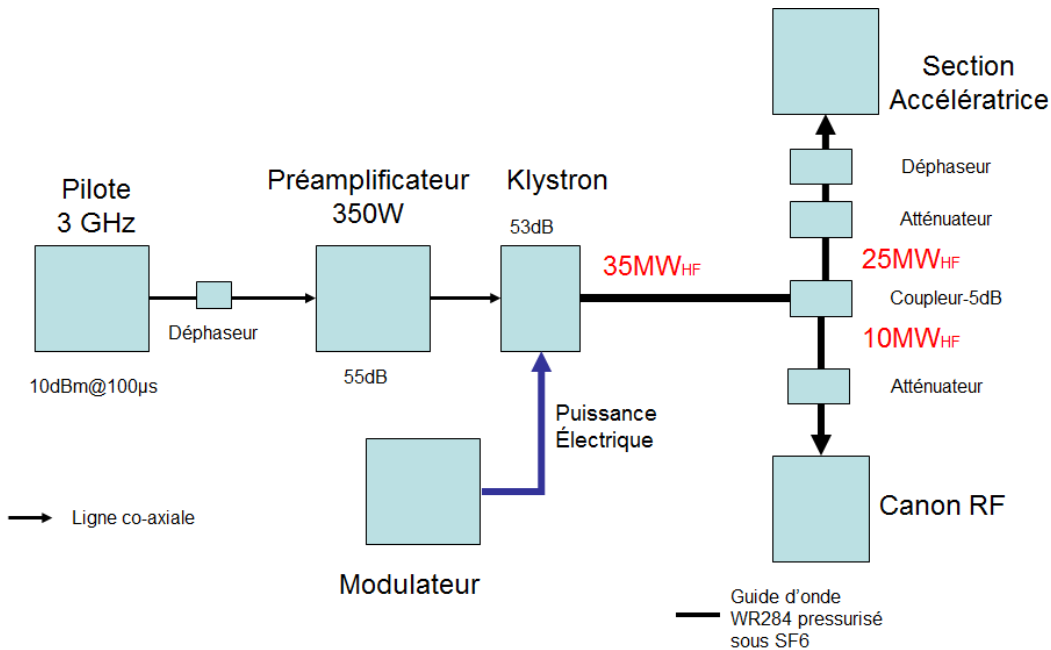 Section
Accélératrice
Déphaseur
Pilote
3 GHz
Préamplificateur
350W
Klystron
53dB
Atténuateur
35MWHF
25MWHF
Coupleur-5dB
Déphaseur
10MWHF
10dBm@100µs
55dB
Atténuateur
Puissance
Électrique
Canon RF
Ligne co-axiale
Modulateur
Guide d'onde
WR284 pressurisé
sous SF6